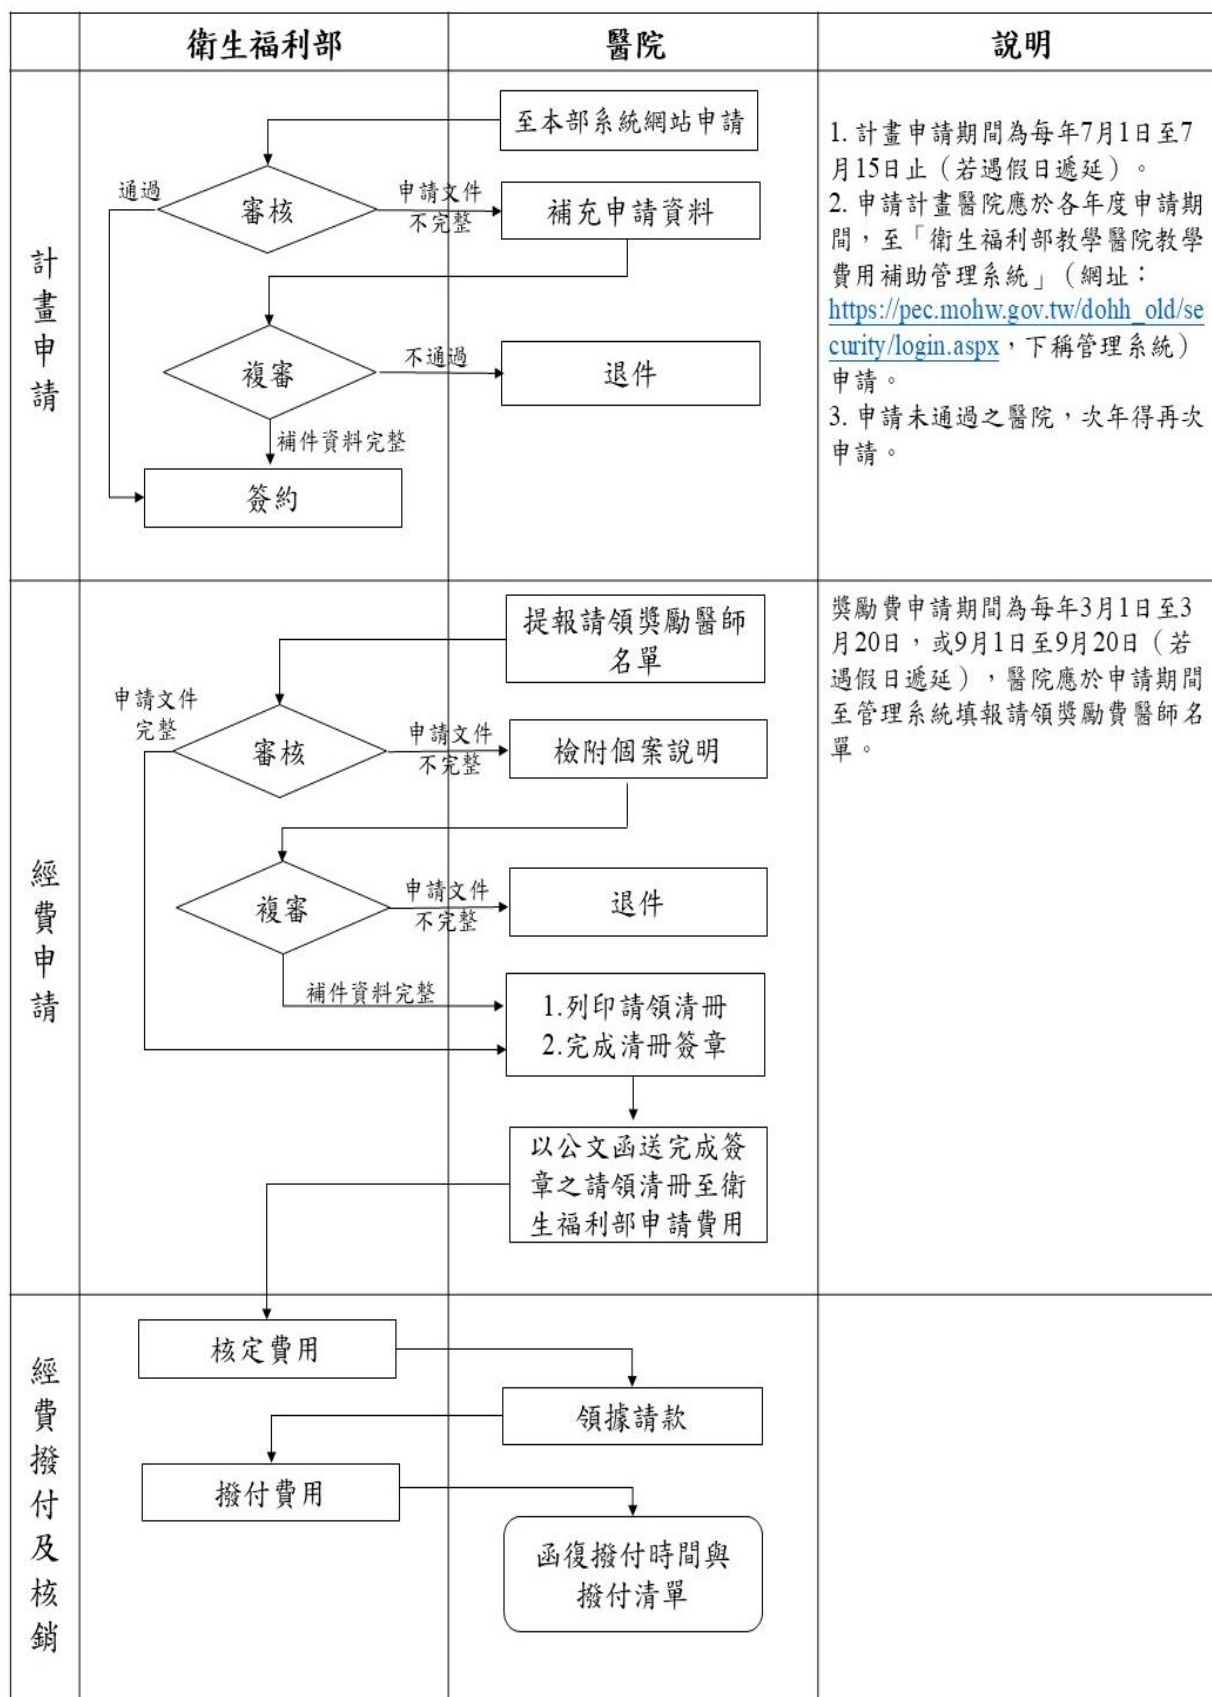 衛生福利部
醫院
說明
計畫申請
至本部系統網站申請
通過
審核
申請文件
不完整
補充申請資料
複審
不通過
退件
補件資料完整
簽約
1. 計畫申請期間為每年7月1日至7
月15日止（若遇假日遞延）。
2. 申請計畫醫院應於各年度申請期
間，至「衛生福利部教學醫院教學
費用補助管理系統」（網址：
https://pec.mohw.gov.tw/dohh_old/se
curity/login.aspx，下稱管理系統）
申請。
3. 申請未通過之醫院，次年得再次
申請。
經費申請
提報請領獎勵醫師
名單
申請文件
完整
審核
申請文件
不完整
檢附個案說明
複審
申請文件
不完整
退件
補件資料完整
1.列印請領清冊
2.完成清冊簽章
以公文函送完成簽
章之請領清冊至衛
生福利部申請費用
獎勵費申請期間為每年3月1日至3
月20日，或9月1日至9月20日（若
遇假日遞延），醫院應於申請期間
至管理系統填報請領獎勵費醫師名
單。
經費撥付及核銷
核定費用
領據請款
撥付費用
函復撥付時間與
撥付清單